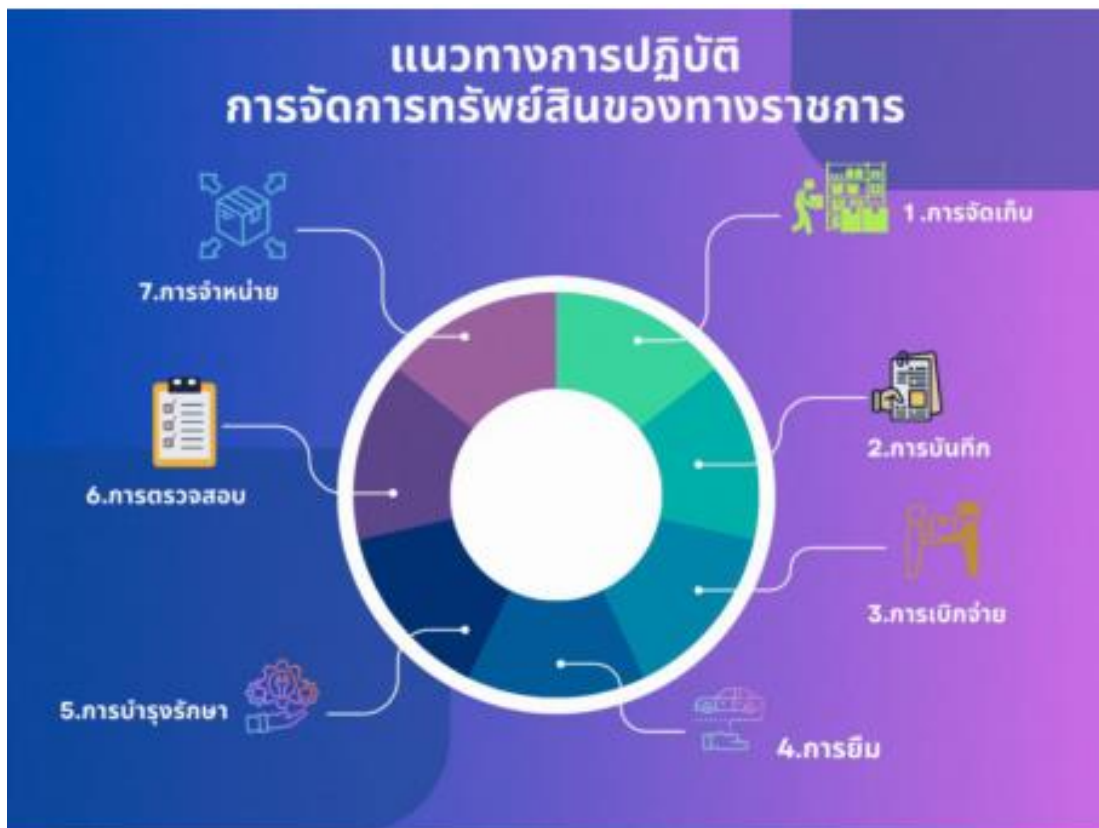 แนวทางการปฏิบัติ
การจัดการทรัพย์สินของทางราชการ
1.การจัดเก็บ
2.การบันทึก
3.การเบิกจ่าย
4.การยืม
5.การบำรุงรักษา
6.การตรวจสอบ
7.การจำหน่าย